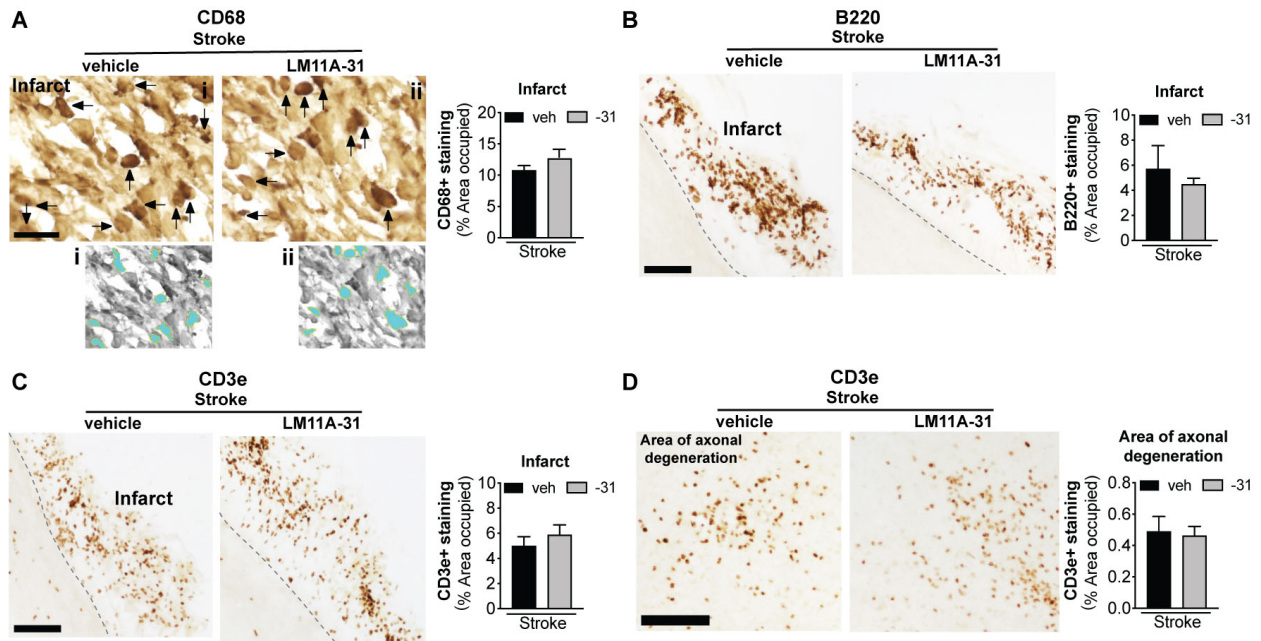 A
CD68
Stroke
vehicle
LM11A-31
Infarct
i
ii
i
ii
Infarct
veh
-31
CD68+ staining
(% Area occupied)
20
15
10
5
0
Stroke
B
B220
Stroke
vehicle
LM11A-31
Infarct
Infarct
veh
-31
B220+ staining
(% Area occupied)
10
8
6
4
2
0
Stroke
C
CD3e
Stroke
vehicle
LM11A-31
Infarct
Infarct
veh
-31
CD3e+ staining
(% Area occupied)
10
8
6
4
2
0
Stroke
D
CD3e
Stroke
vehicle
LM11A-31
Area of axonal
degeneration
Area of axonal
degeneration
veh
-31
CD3e+ staining
(% Area occupied)
0.8
0.6
0.4
0.2
0.0
Stroke